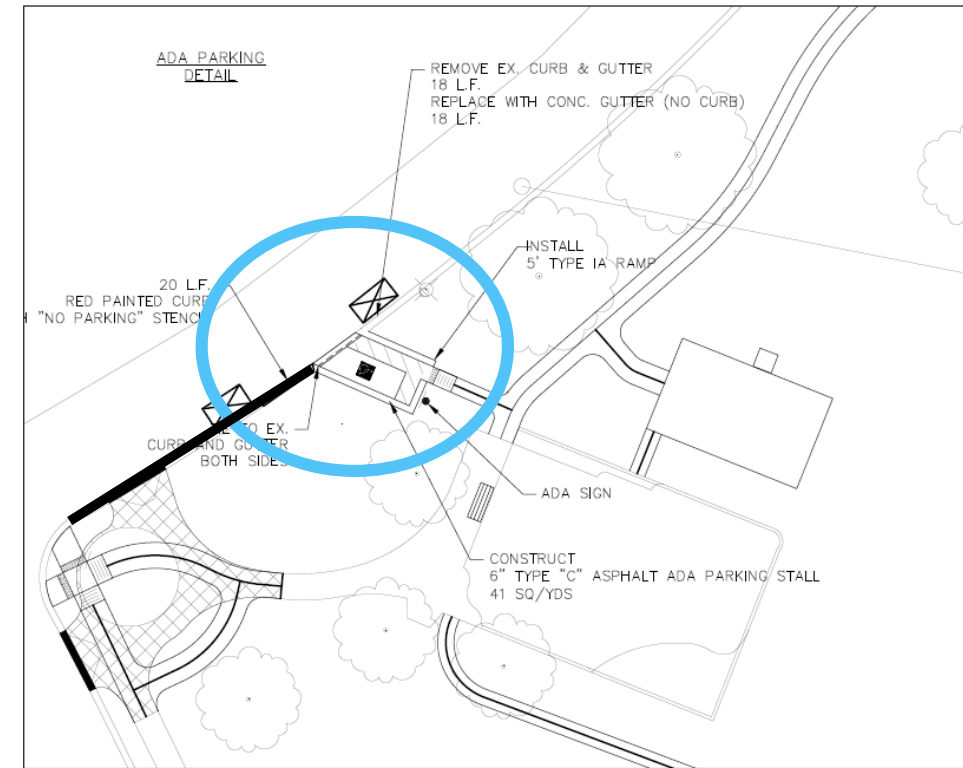 ADA PARKING
DETAIL
REMOVE EX. CURB & GUTTER
18 L.F.
REPLACE WITH CONC. GUTTER (NO CURB)
18 L.F.
INSTALL
5' TYPE IA RAMP
20 L.F.
RED PAINTED CURB
"NO PARKING"
TO EX.
CURB AND GUTTER
BOTH SIDES
ADA SIGN
CONSTRUCT
6" TYPE "C" ASPHALT ADA PARKING STALL
41 SQ/YDS